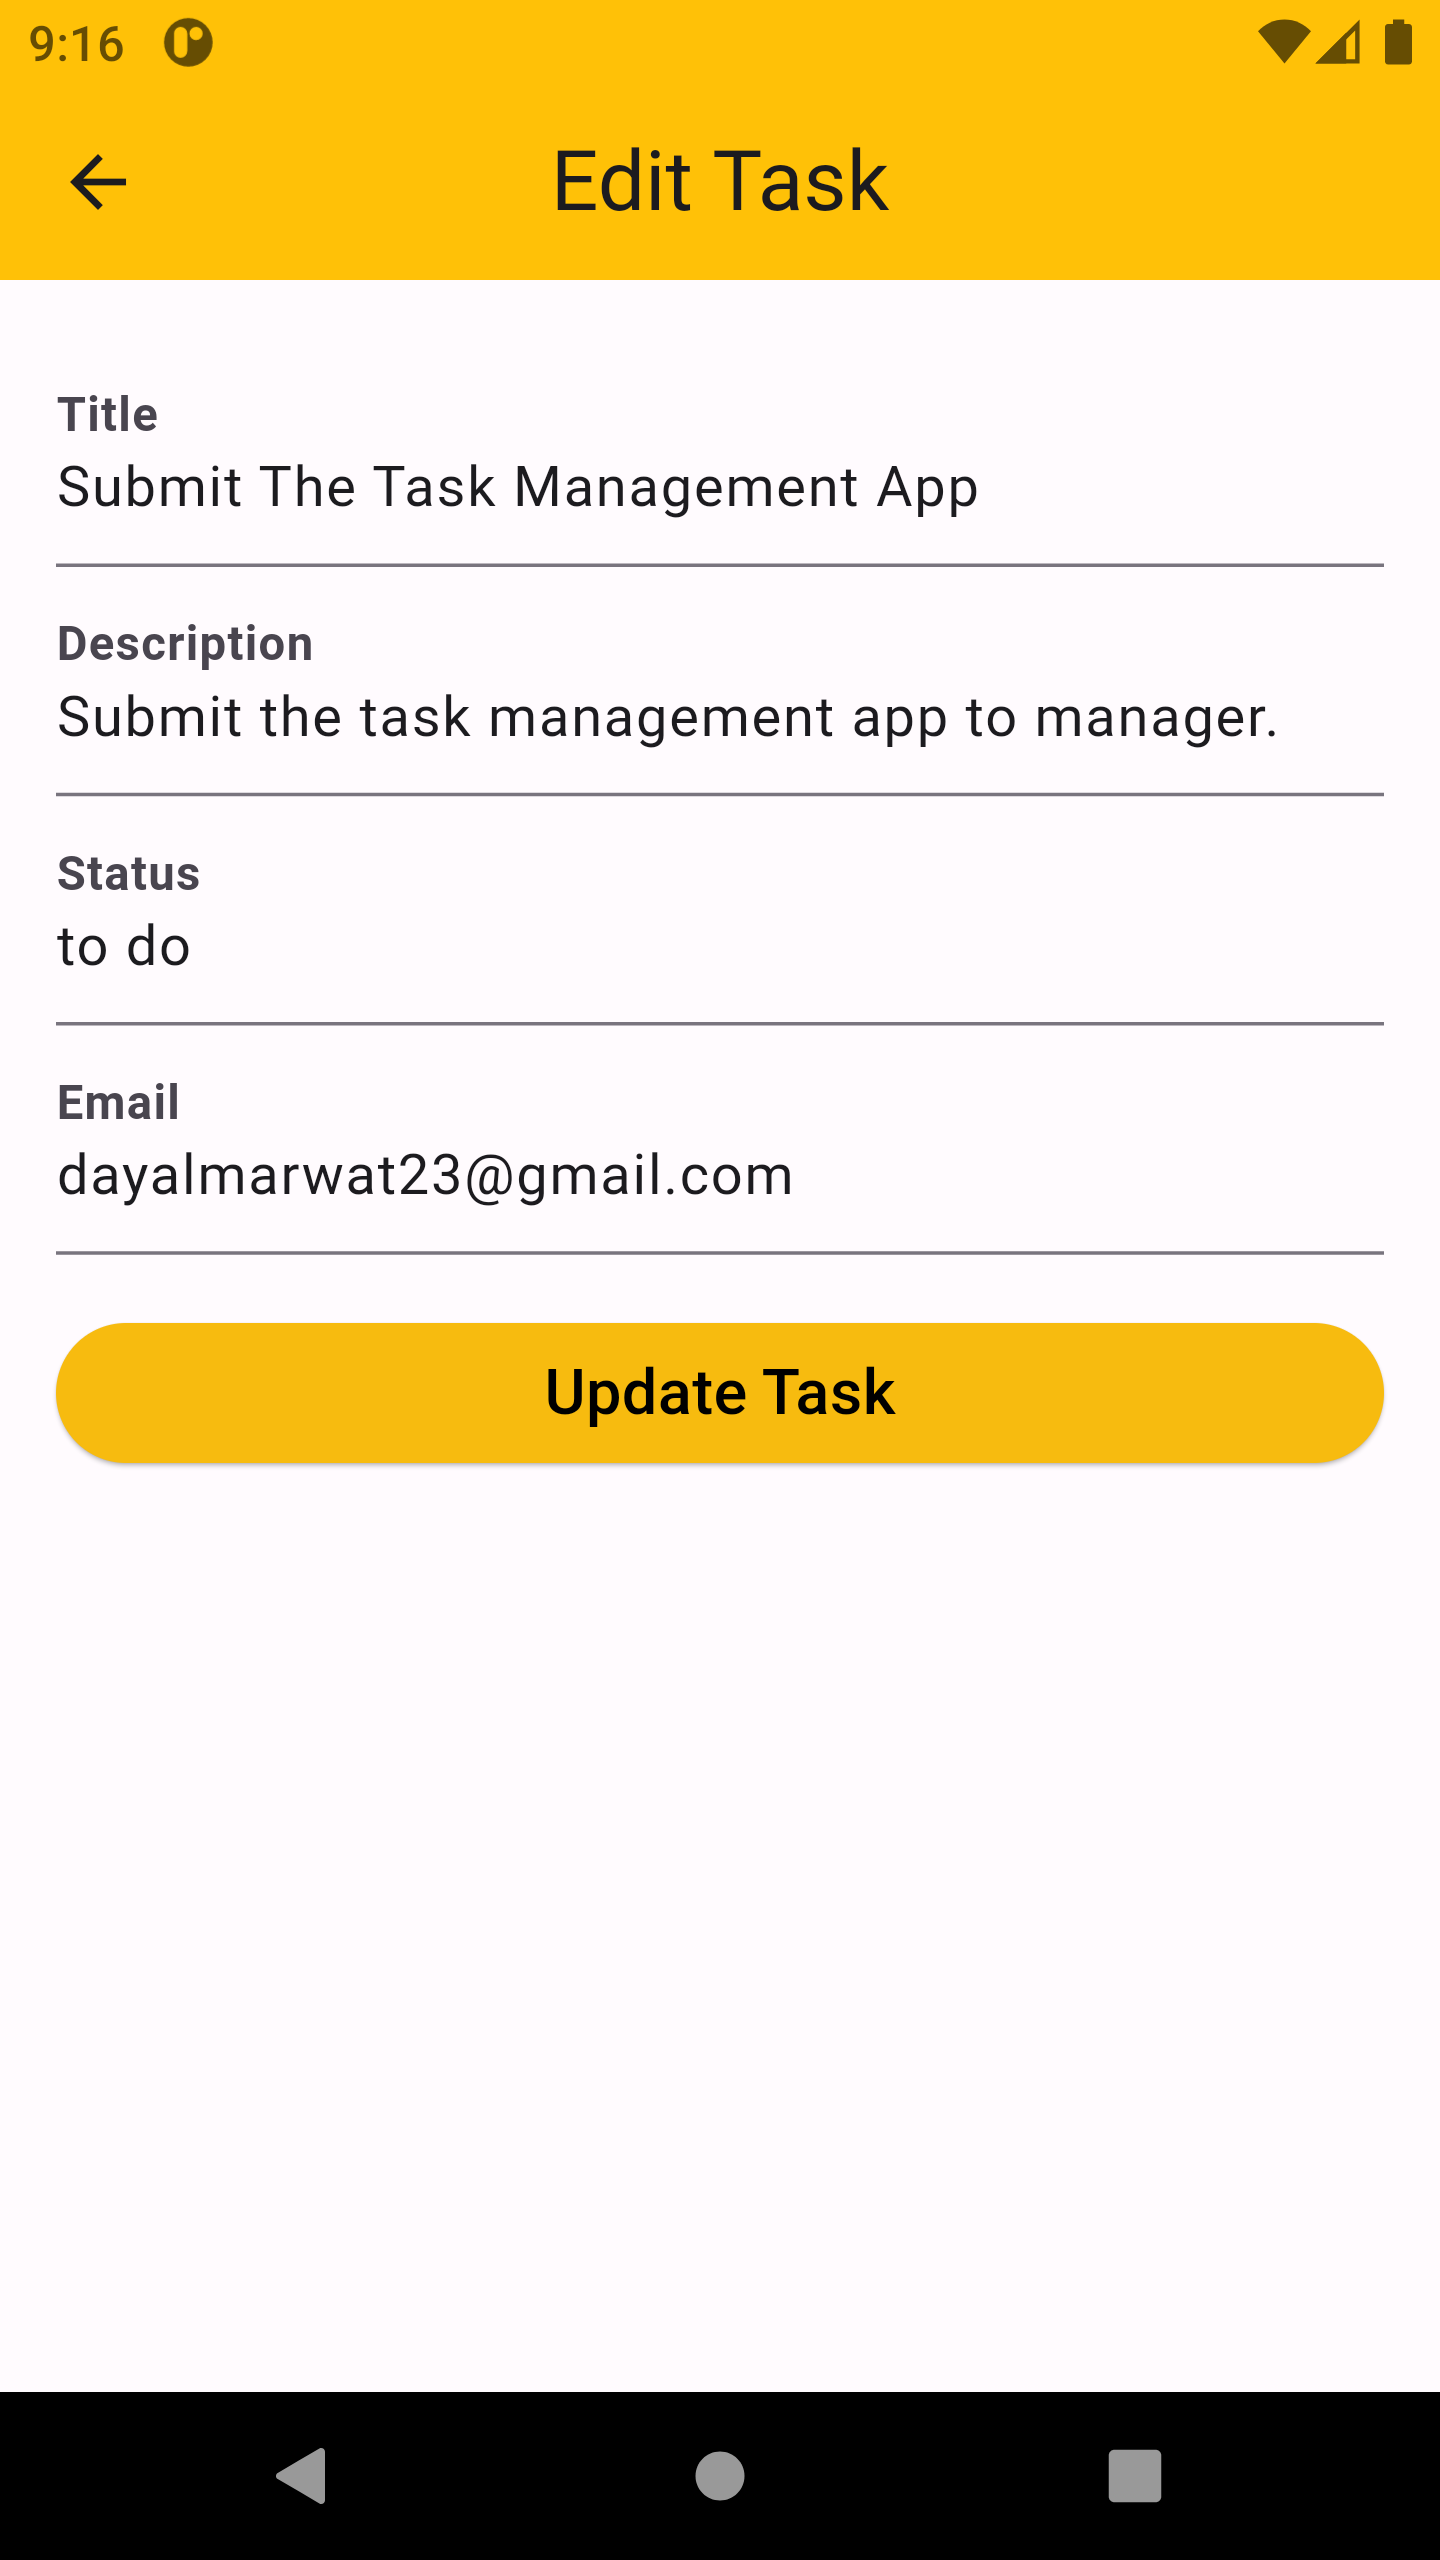 9:16
Edit Task
Title
Submit The Task Management App
Description
Submit the task management app to manager.
Status
to do
Email
dayalmarwat23@gmail.com
Update Task